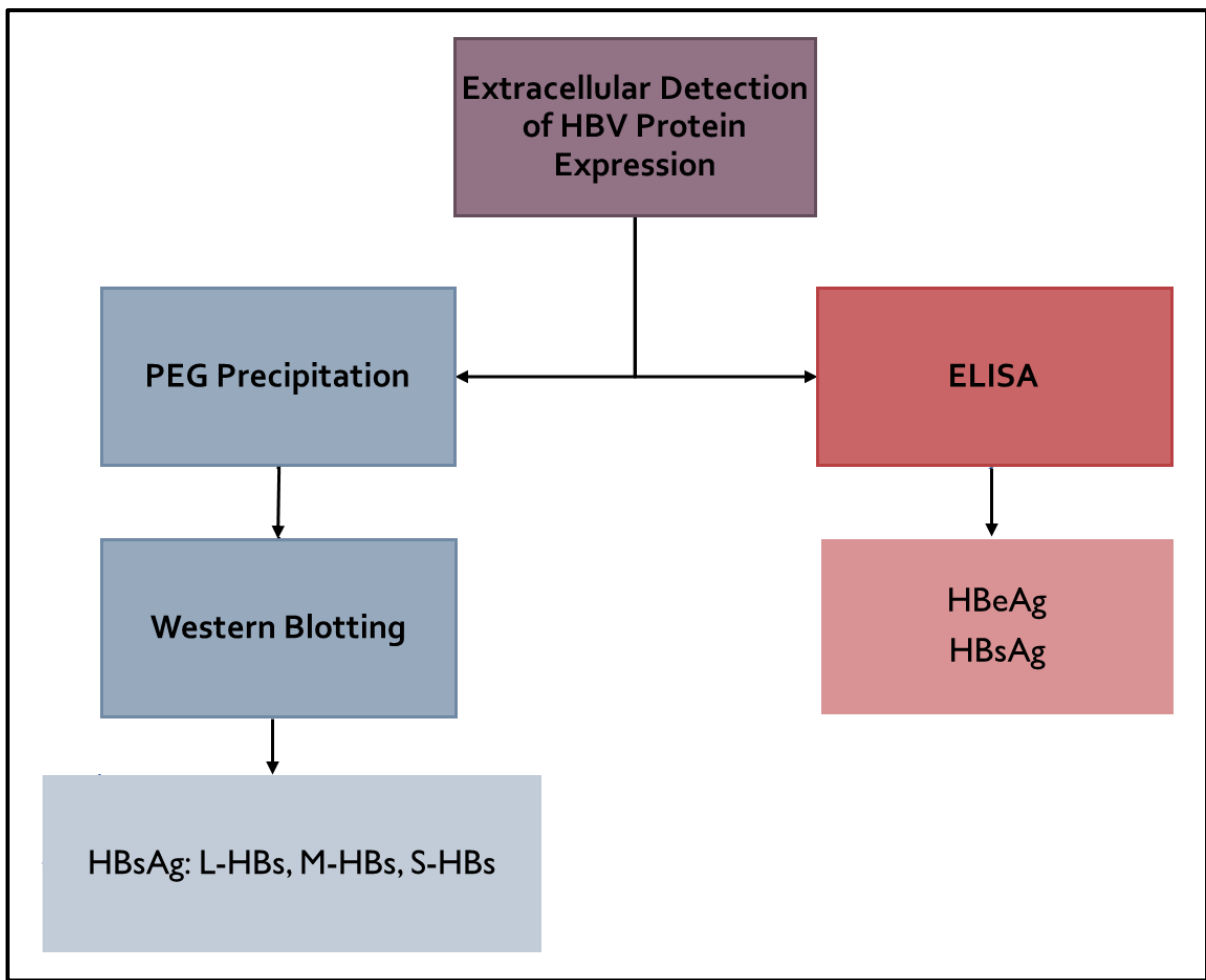 Extracellular Detection
of HBV Protein
Expression
PEG Precipitation
ELISA
Western Blotting
HBeAg
HBsAg
HBsAg: L-HBs, M-HBs, S-HBs